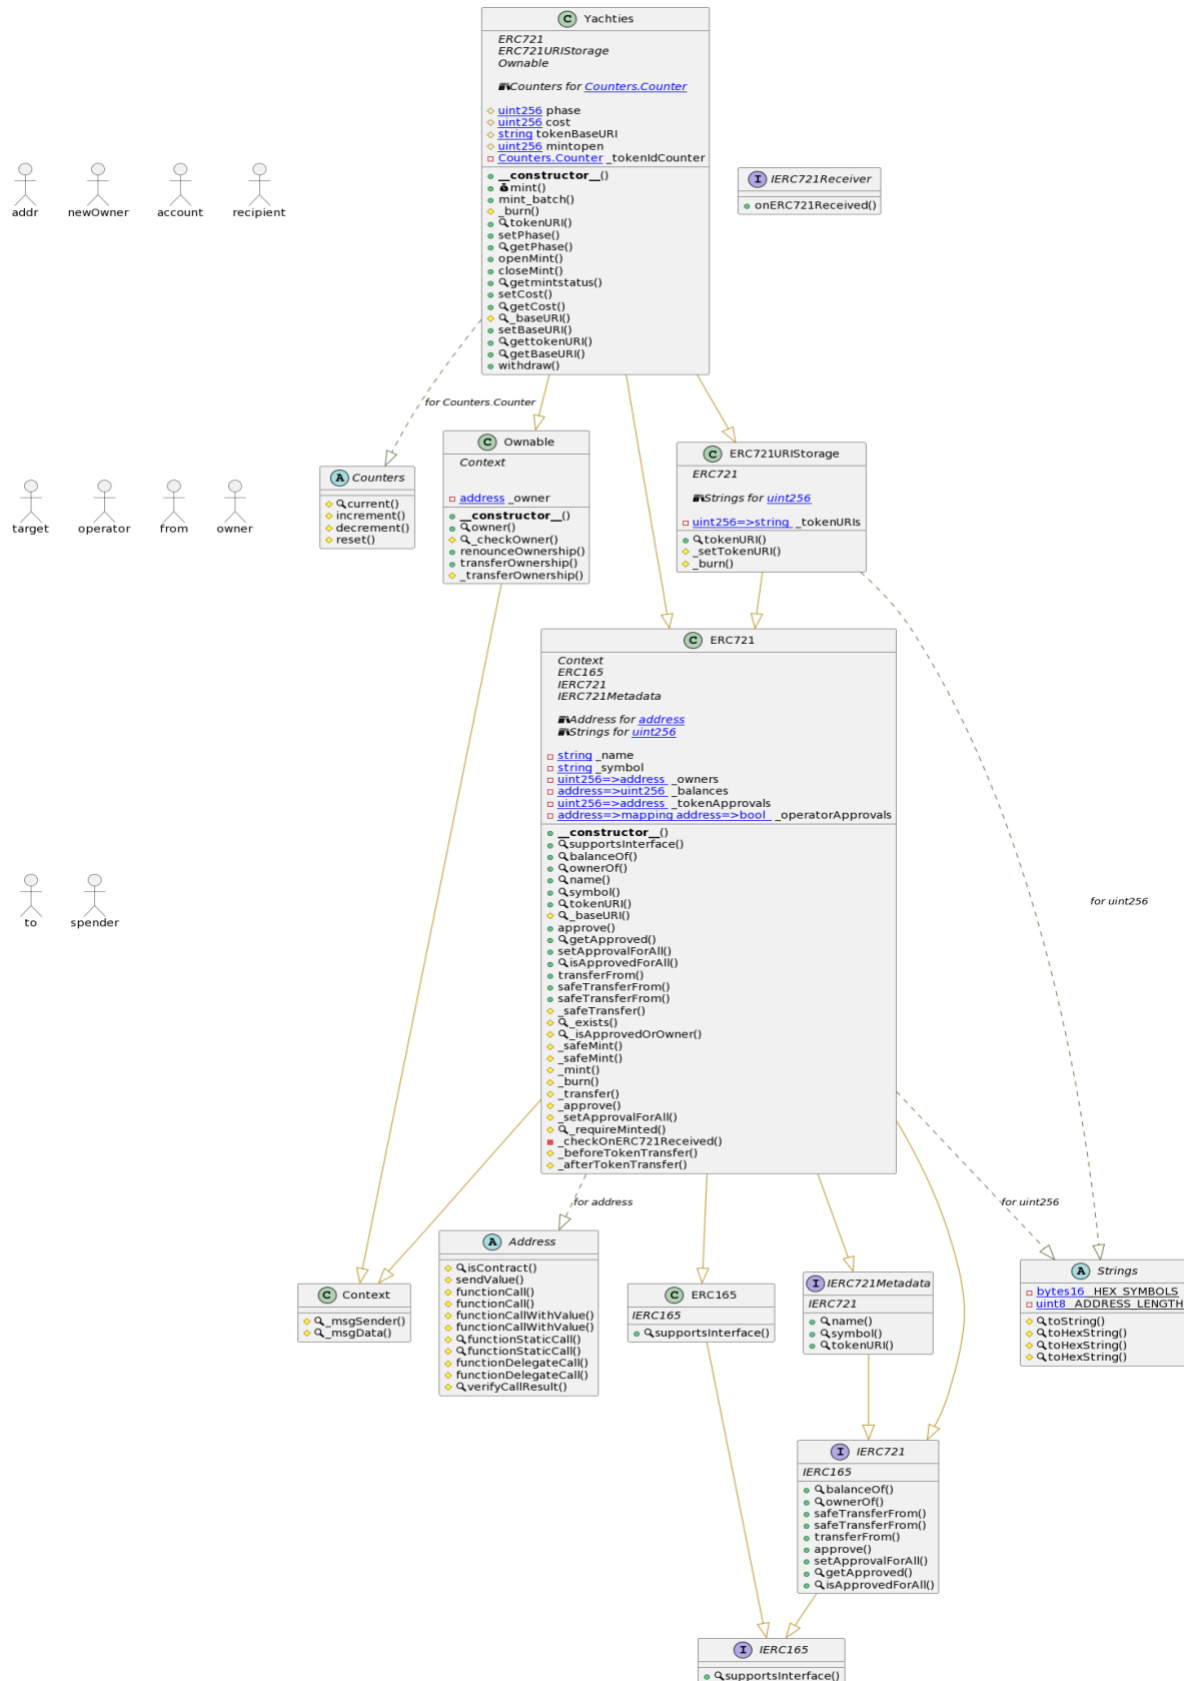 C Yachties
ERC721
ERC721URIStorage
Ownable
Counters for Counters.Counter
uint256 phase
uint256 cost
string tokenBaseURI
uint256 mintopen
Counters.Counter _tokenIdCounter
__constructor__()
mint()
mint_batch()
_burn()
tokenURI()
setPhase()
getPhase()
openMint()
closeMint()
getmintstatus()
setCost()
getCost()
_baseURI()
setBaseURI()
gettokenURI()
getBaseURI()
withdraw()
addr newOwner account recipient
I IERC721Receiver
onERC721Received()
for Counters.Counter
target operator from owner
A Counters
current()
increment()
decrement()
reset()
C Ownable
Context
address _owner
__constructor__()
owner()
_checkOwner()
renounceOwnership()
transferOwnership()
_transferOwnership()
C ERC721URIStorage
ERC721
Strings for uint256
uint256=>string _tokenURIs
tokenURI()
_setTokenURI()
_burn()
C ERC721
Context
ERC165
IERC721
IERC721Metadata
Address for address
Strings for uint256
string _name
string _symbol
uint256=>address _owners
address=>uint256 _balances
uint256=>address _tokenApprovals
address=>mapping address=>bool _operatorApprovals
__constructor__()
supportsInterface()
balanceOf()
ownerOf()
name()
symbol()
tokenURI()
_baseURI()
approve()
getApproved()
setApprovalForAll()
isApprovedForAll()
transferFrom()
safeTransferFrom()
safeTransferFrom()
_safeTransfer()
_exists()
_isApprovedOrOwner()
_safeMint()
_safeMint()
_mint()
_burn()
_transfer()
_approve()
_setApprovalForAll()
_requireMinted()
_checkOnERC721Received()
_beforeTokenTransfer()
_afterTokenTransfer()
to spender
for uint256
for address
for uint256
C Context
_msgSender()
_msgData()
A Address
isContract()
sendValue()
functionCall()
functionCall()
functionCallWithValue()
functionCallWithValue()
functionStaticCall()
functionStaticCall()
functionDelegateCall()
functionDelegateCall()
verifyCallResult()
C ERC165
IERC165
supportsInterface()
I IERC721Metadata
IERC721
name()
symbol()
tokenURI()
A Strings
bytes16 _HEX_SYMBOLS
uint8 _ADDRESS_LENGTH
toString()
toHexString()
toHexString()
toHexString()
I IERC721
IERC165
balanceOf()
ownerOf()
safeTransferFrom()
safeTransferFrom()
transferFrom()
approve()
setApprovalForAll()
getApproved()
isApprovedForAll()
I IERC165
supportsInterface()